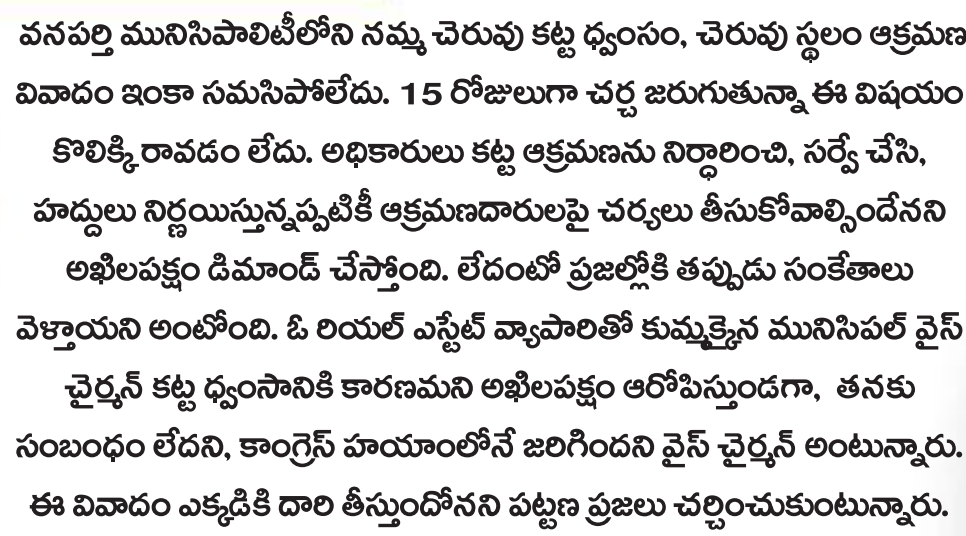 వనపర్తి మునిసిపాలిటీలోని నమ్మ చెరువు కట్ట ధ్వంసం, చెరువు స్థలం ఆక్రమణ
వివాదం ఇంకా సమసిపోలేదు. 15 రోజులుగా చర్చ జరుగుతున్నా ఈ విషయం
కొలిక్కిరావడం లేదు. అధికారులు కట్ట ఆక్రమణను నిర్ధారించి, సర్వే చేసి,
హద్దులు నిర్ణయిస్తున్నప్పటికీ ఆక్రమణదారులపై చర్యలు తీసుకోవాల్సిందేనని
అఖిలపక్షం డిమాండ్ చేస్తోంది. లేదంటో ప్రజల్లోకి తప్పుడు సంకేతాలు
వెళ్తాయని అంటోంది. ఓ రియల్ ఎస్టేట్ వ్యాపారితో కుమ్మక్కైన మునిసిపల్ వైస్
చైర్మన్ కట్ట ధ్వంసానికి కారణమని అఖిలపక్షం ఆరోపిస్తుండగా, తనకు
సంబంధం లేదని, కాంగ్రెస్ హయాంలోనే జరిగిందని వైస్ చైర్మన్ అంటున్నారు.
ఈ వివాదం ఎక్కడికి దారి తీస్తుందోనని పట్టణ ప్రజలు చర్చించుకుంటున్నారు.